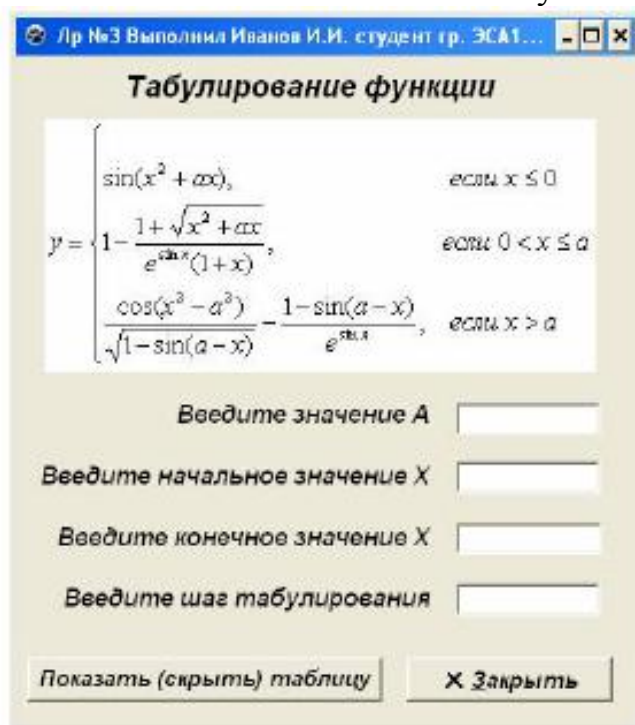 Лр №3 Выполнил Иванов И.И. студент гр. ЭСА1...
Табулирование функции
y = { sin(x² + ax), если x ≤ 0
1 − (1 + √(x² + ax)) / (e^(sin x)(1 + x)), если 0 < x ≤ a
cos(x³ − a³) / √(1 − sin(a − x)) − (1 − sin(a − x)) / e^(sin x), если x > a
Введите значение А
Введите начальное значение X
Введите конечное значение X
Введите шаг табулирования
Показать (скрыть) таблицу
Закрыть